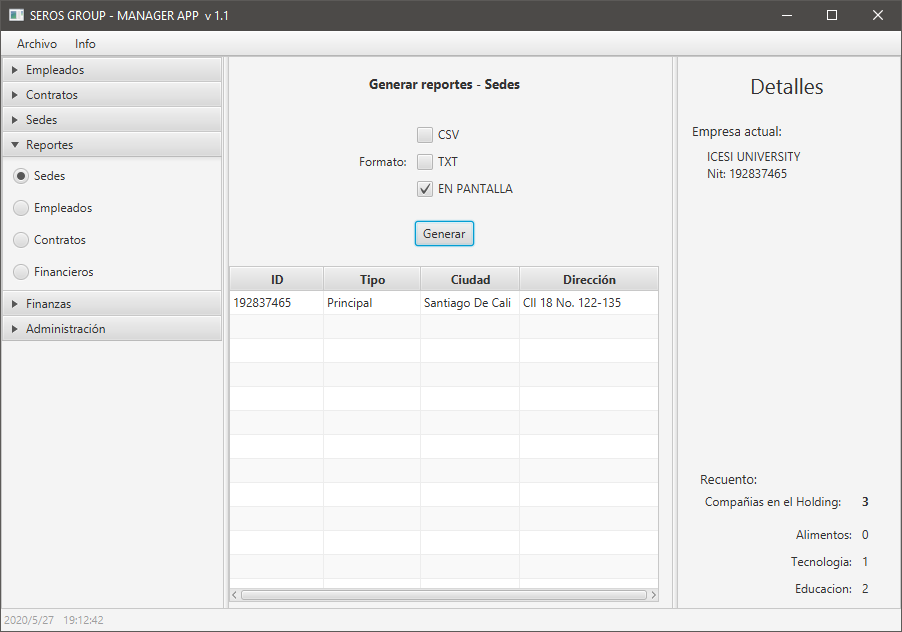 SEROS GROUP - MANAGER APP v 1.1
Archivo Info
Empleados
Contratos
Sedes
Reportes
Sedes
Empleados
Contratos
Financieros
Finanzas
Administración
Generar reportes - Sedes
Formato:
CSV
TXT
EN PANTALLA
Generar
ID Tipo Ciudad Dirección
192837465 Principal Santiago De Cali Cll 18 No. 122-135
Detalles
Empresa actual:
ICESI UNIVERSITY
Nit: 192837465
Recuento:
Compañias en el Holding: 3
Alimentos: 0
Tecnologia: 1
Educacion: 2
2020/5/27 19:12:42